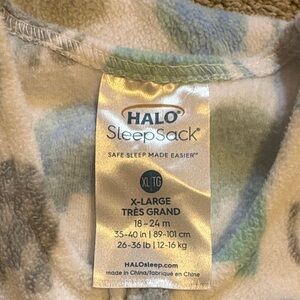 HALO®
SleepSack®
SAFE SLEEP MADE EASIER™
XL|TG
X-LARGE
TRÈS GRAND
18-24 m
35-40 in | 89-101 cm
26-36 lb | 12-16 kg
HALOsleep.com
made in China/fabriqué en Chine